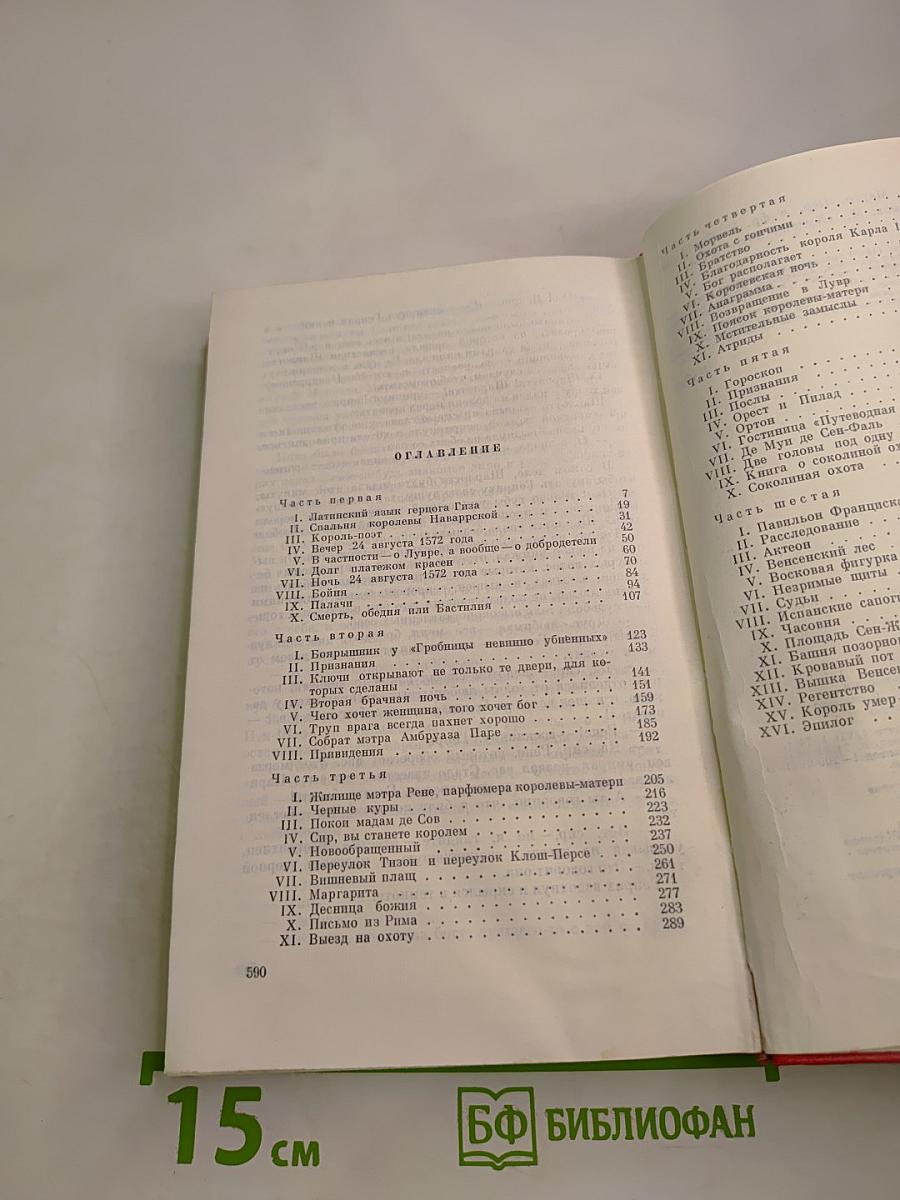 ОГЛАВЛЕНИЕ
Часть первая
I. Латинский язык герцога Гиза . . . . . . . . . 7
II. Спальня королевы Наваррской . . . . . . . . 19
III. Король-поэт . . . . . . . . . . . . . . . 31
IV. Вечер 24 августа 1572 года . . . . . . . . . 42
V. В частности — о Лувре, а вообще — о добродетели 50
VI. Долг платежом красен . . . . . . . . . . . 60
VII. Ночь 24 августа 1572 года . . . . . . . . . 70
VIII. Бойня . . . . . . . . . . . . . . . . . 84
IX. Палачи . . . . . . . . . . . . . . . . . 94
X. Смерть, обедня или Бастилия . . . . . . . . 107
Часть вторая
I. Боярышник у «Гробницы невинно убиенных» 123
II. Признания . . . . . . . . . . . . . . . . 133
III. Ключи открывают не только те двери, для ко-
торых сделаны . . . . . . . . . . . . . . 141
IV. Вторая брачная ночь . . . . . . . . . . . . 151
V. Чего хочет женщина, того хочет бог . . . . . 159
VI. Труп врага всегда пахнет хорошо . . . . . . 173
VII. Собрат мэтра Амбруаза Паре . . . . . . . . 185
VIII. Привидения . . . . . . . . . . . . . . . 192
Часть третья
I. Жилище мэтра Рене, парфюмера королевы-матери 205
II. Черные куры . . . . . . . . . . . . . . . 216
III. Покои мадам де Сов . . . . . . . . . . . . 223
IV. Сир, вы станете королем . . . . . . . . . . 232
V. Новообращенный . . . . . . . . . . . . . . 237
VI. Переулок Тизон и переулок Клош-Персе . . . 250
VII. Вишневый плащ . . . . . . . . . . . . . . 261
VIII. Маргарита . . . . . . . . . . . . . . . . 271
IX. Десница божия . . . . . . . . . . . . . . 277
X. Письмо из Рима . . . . . . . . . . . . . . 283
XI. Выезд на охоту . . . . . . . . . . . . . . 289
590
Часть четвертая
I. Морвель
II. Охота с гончими
III. Братство
IV. Благодарность короля Карла I
V. Бог располагает
VI. Королевская ночь
VII. Анаграмма
VIII. Возвращение в Лувр
IX. Поясок королевы-матери
X. Мстительные замыслы
XI. Атриды
Часть пятая
I. Гороскоп
II. Признания
III. Послы
IV. Орест и Пилад
V. Ортон
VI. Гостиница «Путеводная
VII. Де Муи де Сен-Фаль
VIII. Две головы под одну
IX. Книга о соколиной ох
X. Соколиная охота
Часть шестая
I. Павильон Франциска
II. Расследование
III. Актеон
IV. Венсенский лес
V. Восковая фигурка
VI. Незримые щиты
VII. Судьи
VIII. Испанские сапоги
IX. Часовня
X. Площадь Сен-Ж
XI. Башня позорног
XII. Кровавый пот
XIII. Вышка Венсен
XIV. Регентство
XV. Король умер
XVI. Эпилог
15 см
БФ БИБЛИОФАН